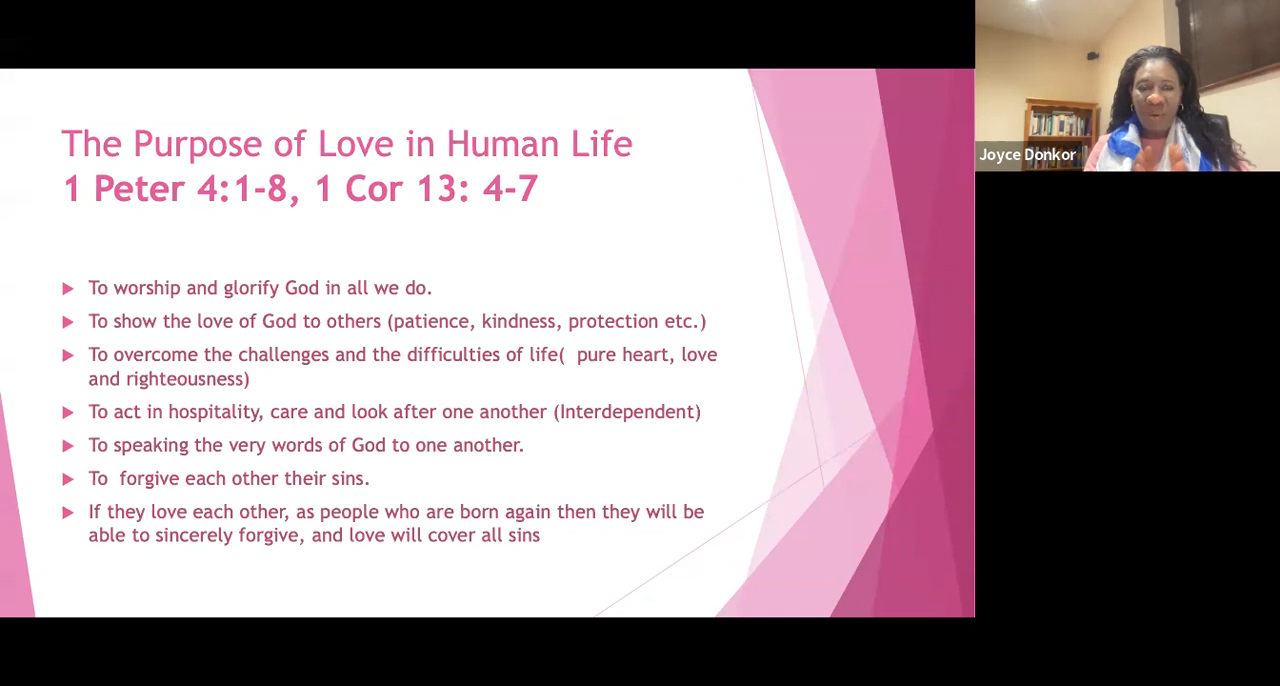 The Purpose of Love in Human Life
1 Peter 4:1-8, 1 Cor 13: 4-7
To worship and glorify God in all we do.
To show the love of God to others (patience, kindness, protection etc.)
To overcome the challenges and the difficulties of life(  pure heart, love
and righteousness)
To act in hospitality, care and look after one another (Interdependent)
To speaking the very words of God to one another.
To  forgive each other their sins.
If they love each other, as people who are born again then they will be
able to sincerely forgive, and love will cover all sins
Joyce Donkor